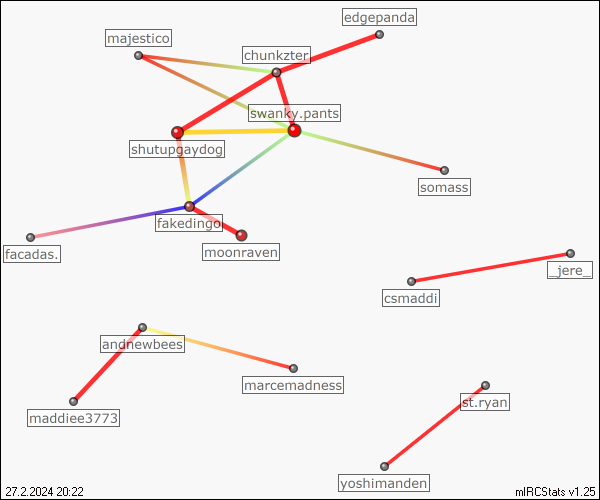 edgepanda
majestico
chunkzter
swanky.pants
shutupgaydog
somass
fakedingo
facadas.
moonraven
_jere_
csmaddi
andnewbees
marcemadness
st.ryan
maddiee3773
yoshimanden
27.2.2024 20:22
mIRCStats v1.25